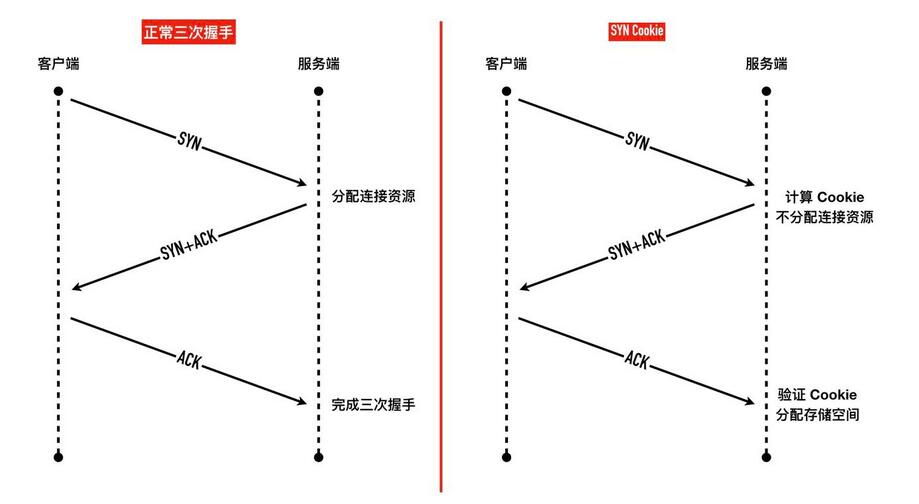 正常三次握手
客户端
服务端
SYN
分配连接资源
SYN+ACK
ACK
完成三次握手
SYN Cookie
客户端
服务端
SYN
计算 Cookie
不分配连接资源
SYN+ACK
ACK
验证 Cookie
分配存储空间